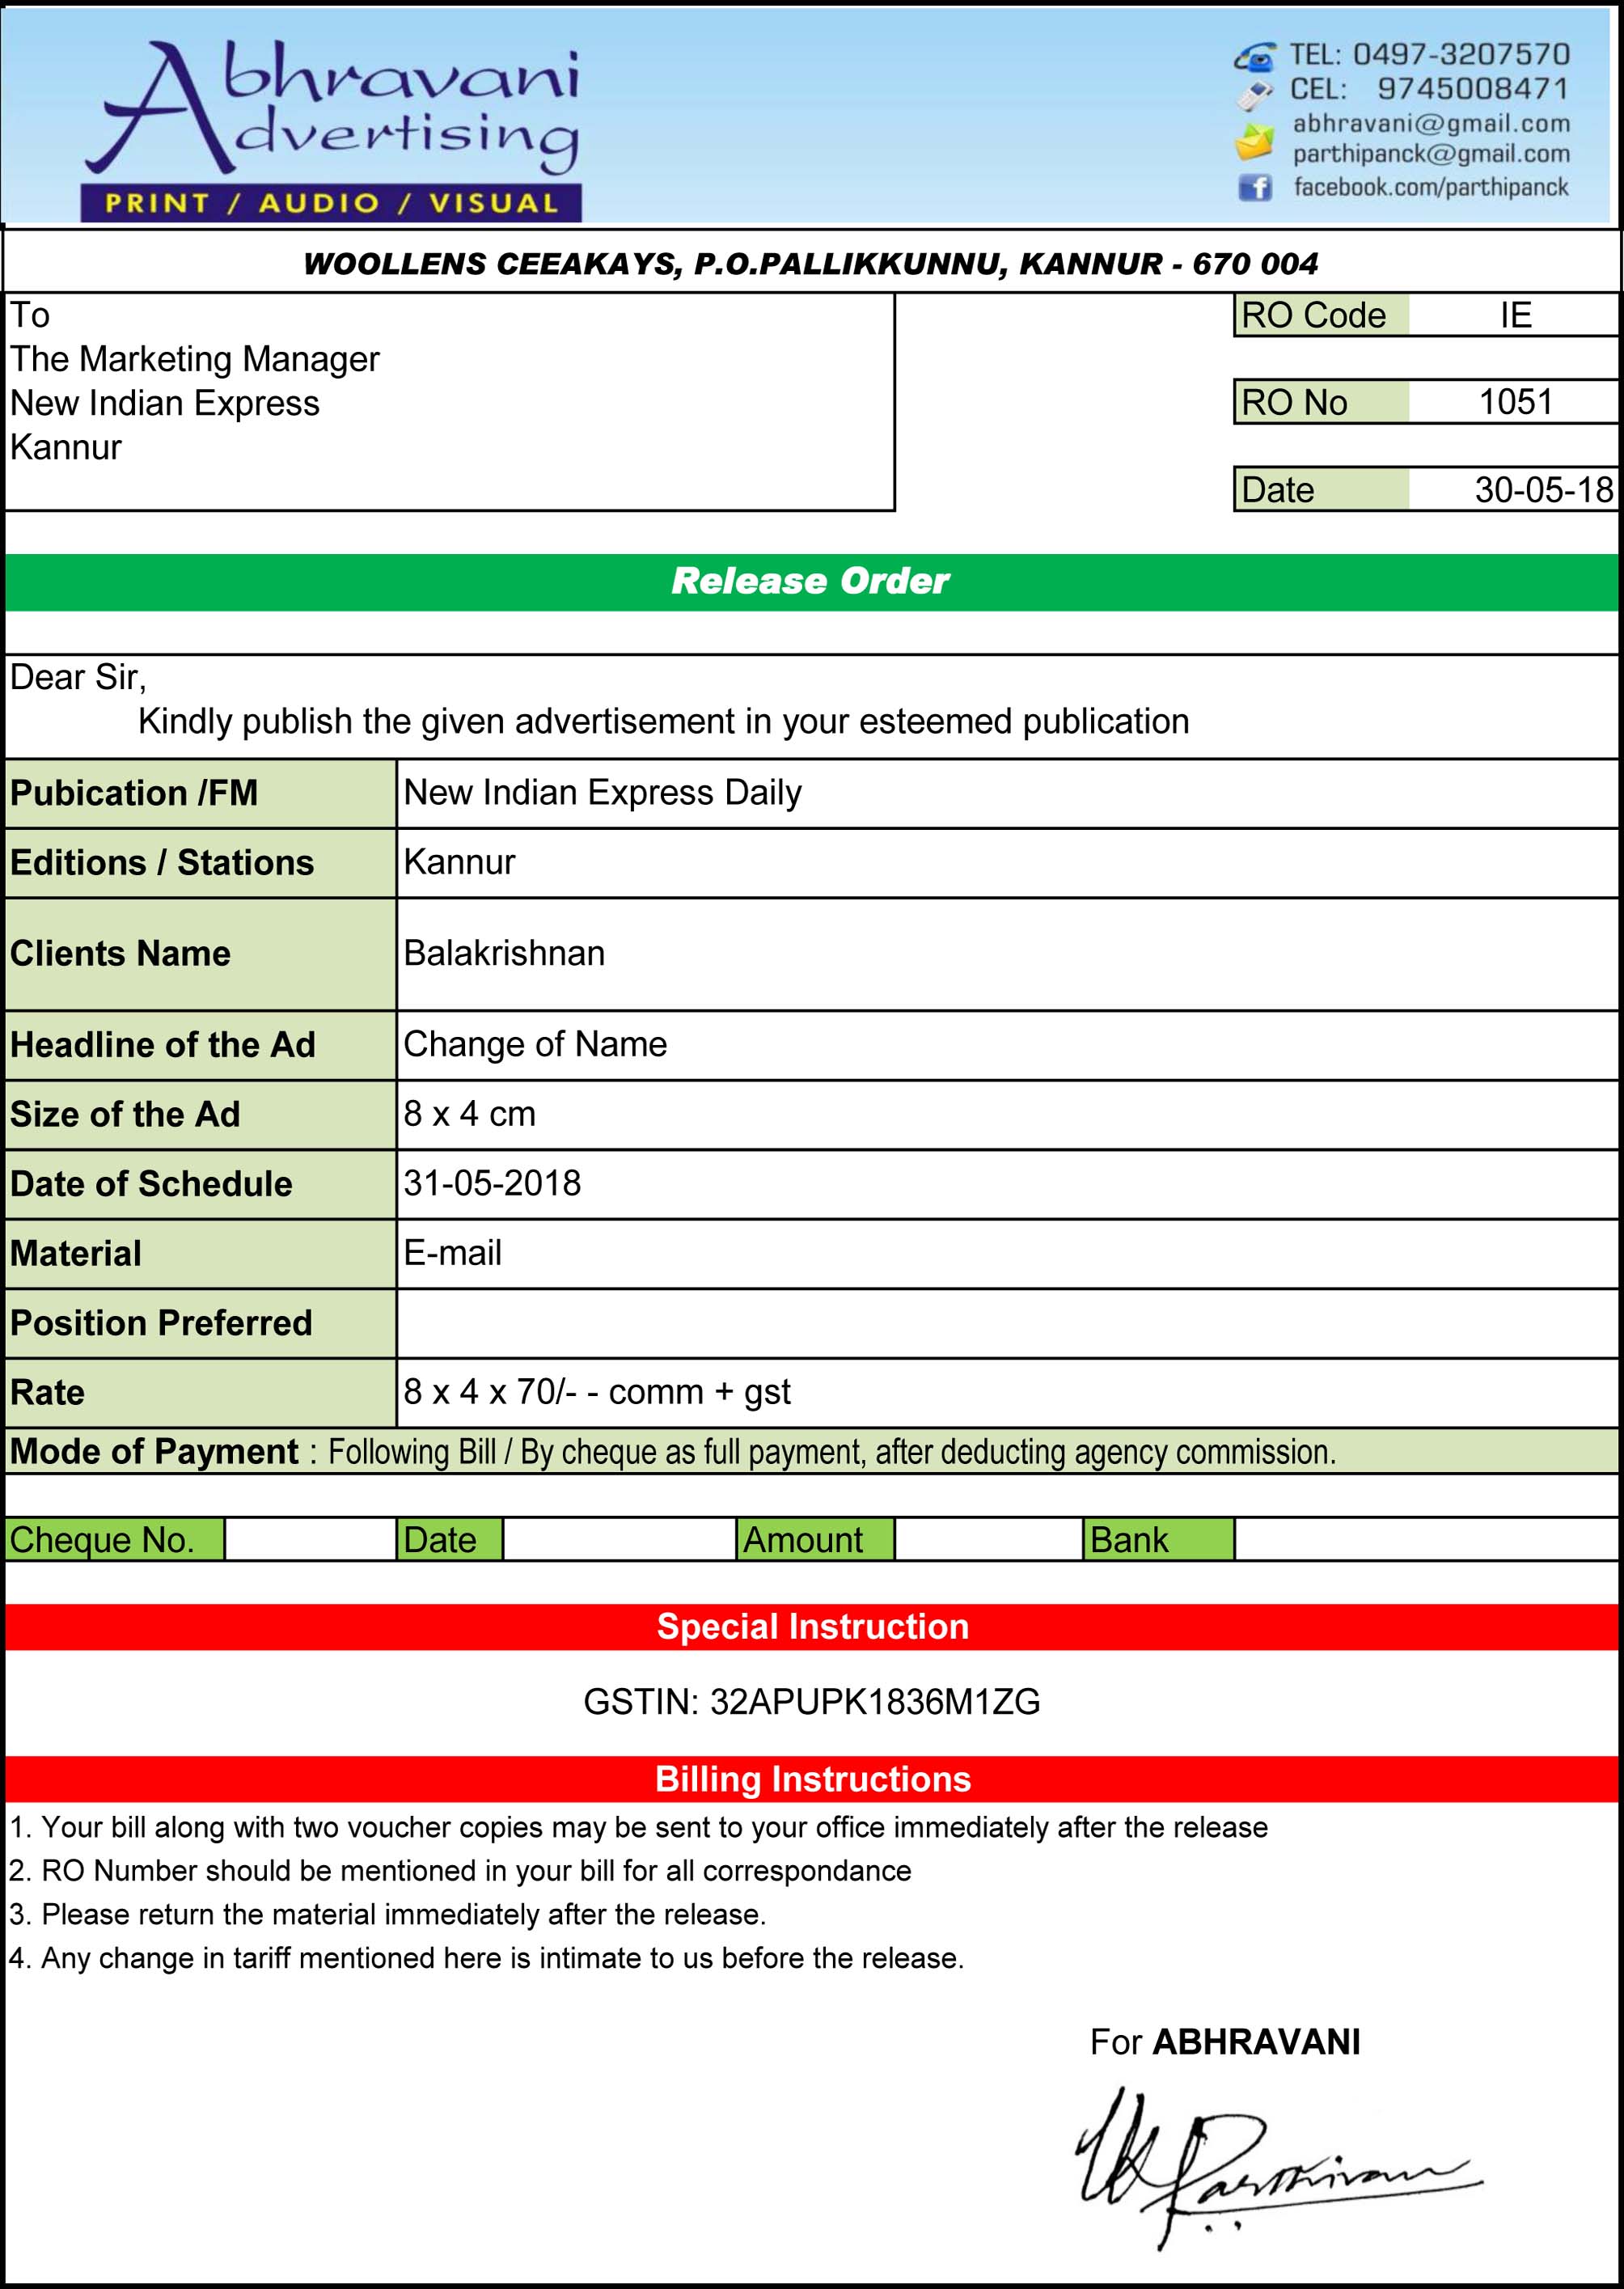 Abhravani
Advertising
PRINT / AUDIO / VISUAL
TEL: 0497-3207570
CEL: 9745008471
abhravani@gmail.com
parthipanck@gmail.com
facebook.com/parthipanck
WOOLLENS CEEAKAYS, P.O.PALLIKKUNNU, KANNUR - 670 004
To
The Marketing Manager
New Indian Express
Kannur
RO Code IE
RO No 1051
Date 30-05-18
Release Order
Dear Sir,
Kindly publish the given advertisement in your esteemed publication
Pubication /FM New Indian Express Daily
Editions / Stations Kannur
Clients Name Balakrishnan
Headline of the Ad Change of Name
Size of the Ad 8 x 4 cm
Date of Schedule 31-05-2018
Material E-mail
Position Preferred
Rate 8 x 4 x 70/- - comm + gst
Mode of Payment : Following Bill / By cheque as full payment, after deducting agency commission.
Cheque No. Date Amount Bank
Special Instruction
GSTIN: 32APUPK1836M1ZG
Billing Instructions
1. Your bill along with two voucher copies may be sent to your office immediately after the release
2. RO Number should be mentioned in your bill for all correspondance
3. Please return the material immediately after the release.
4. Any change in tariff mentioned here is intimate to us before the release.
For ABHRAVANI